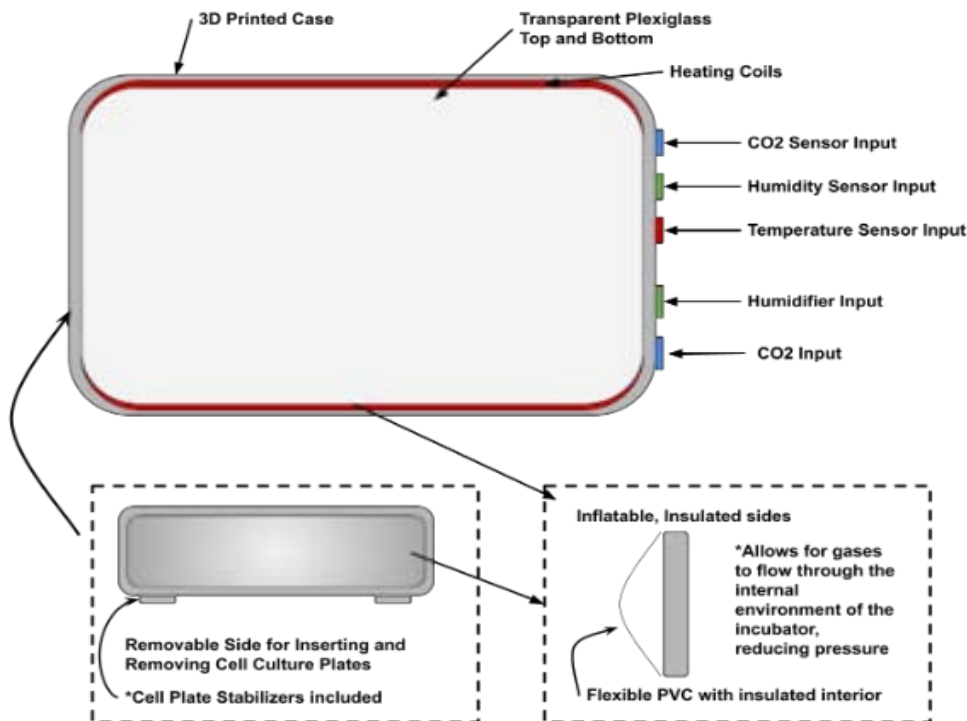 3D Printed Case
Transparent Plexiglass
Top and Bottom
Heating Coils
CO2 Sensor Input
Humidity Sensor Input
Temperature Sensor Input
Humidifier Input
CO2 Input
Removable Side for Inserting and
Removing Cell Culture Plates
*Cell Plate Stabilizers included
Inflatable, Insulated sides
*Allows for gases
to flow through the
internal
environment of the
incubator,
reducing pressure
Flexible PVC with insulated interior